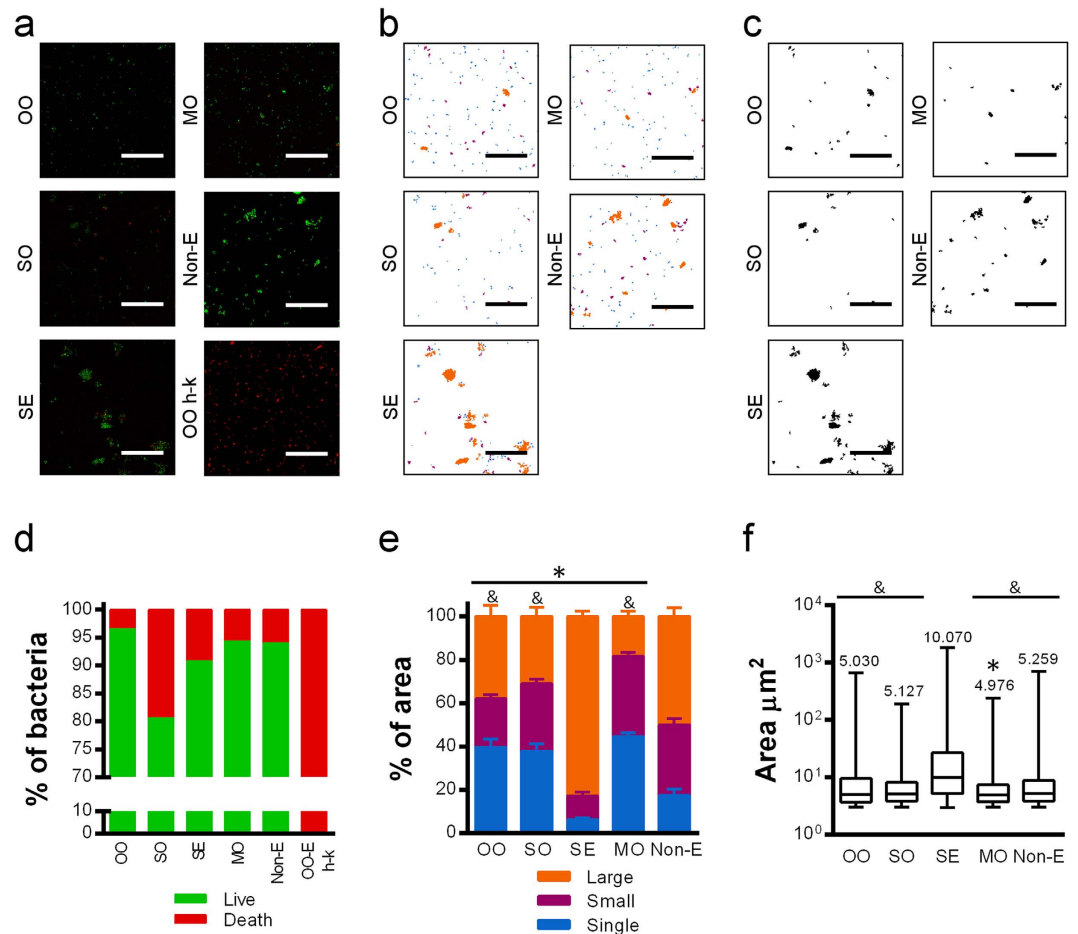 a
b
c
OO
MO
OO
MO
OO
MO
SO
Non-E
SO
Non-E
SO
Non-E
SE
OO h-k
SE
SE
d
e
f
% of bacteria
100
95
90
85
80
75
70
10
0
OO
SO
SE
MO
Non-E
OO-E h-k
Live
Death
% of area
*
& & &
100
80
60
40
20
0
OO SO SE MO Non-E
Large
Small
Single
Area µm²
& &
10⁴
10³
10²
10¹
10⁰
5.030
5.127
10.070
*
4.976
5.259
OO SO SE MO Non-E